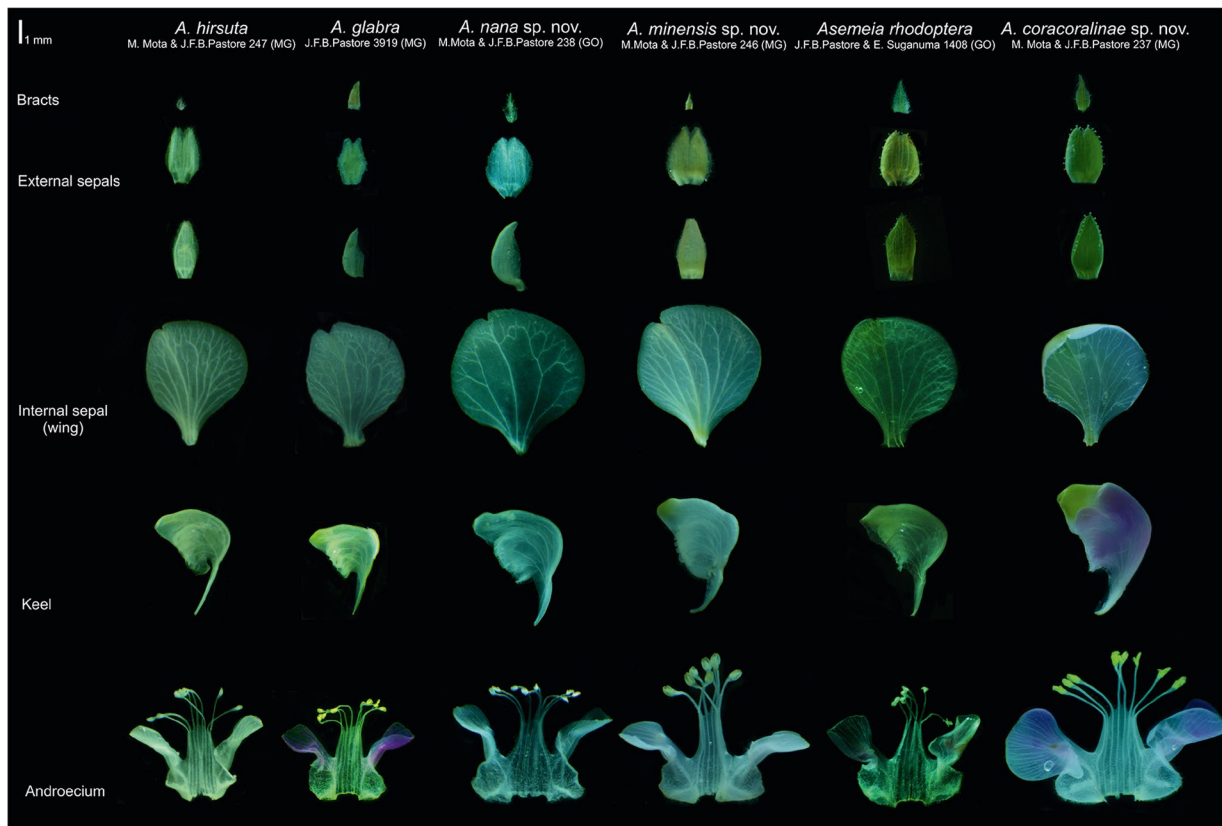 1 mm
A. hirsuta
M. Mota & J.F.B.Pastore 247 (MG)
A. glabra
J.F.B.Pastore 3919 (MG)
A. nana sp. nov.
M.Mota & J.F.B.Pastore 238 (GO)
A. minensis sp. nov.
M.Mota & J.F.B.Pastore 246 (MG)
Asemeia rhodoptera
J.F.B.Pastore & E. Suganuma 1408 (GO)
A. coracoralinae sp. nov.
M. Mota & J.F.B.Pastore 237 (MG)
Bracts
External sepals
Internal sepal
(wing)
Keel
Androecium